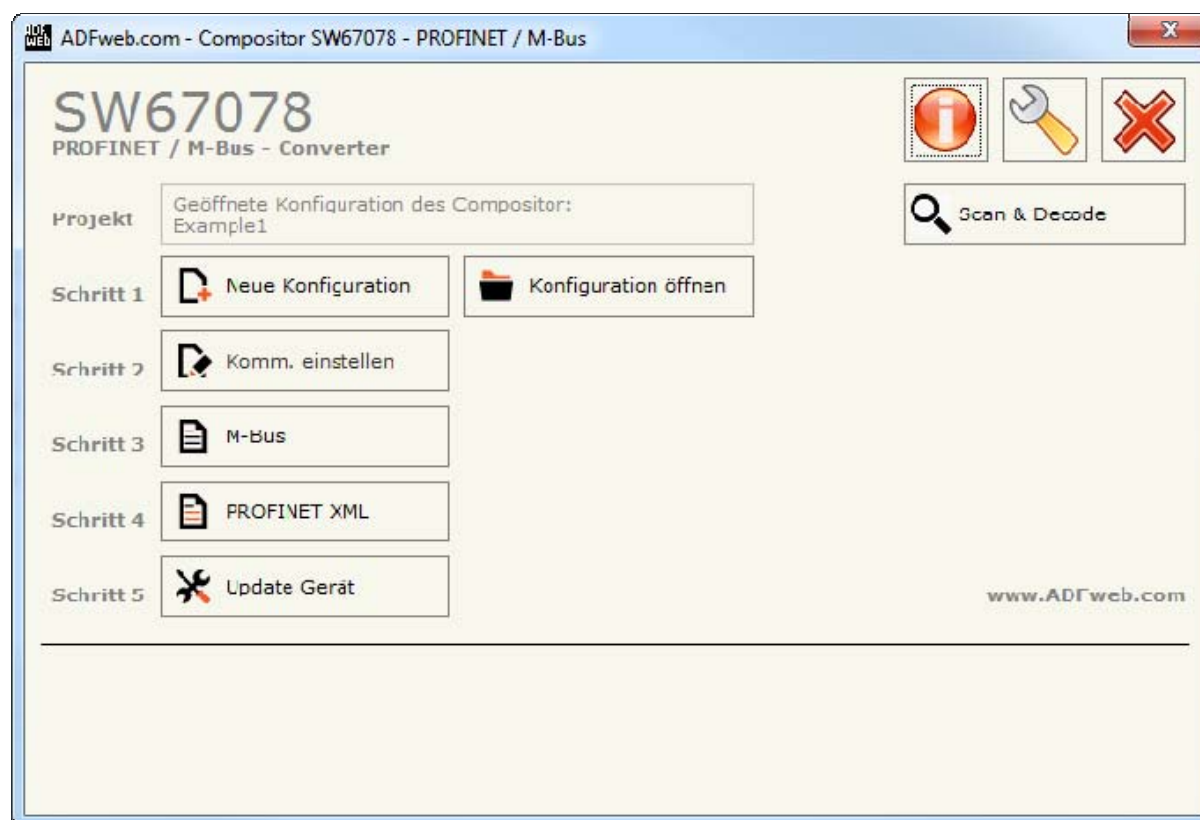 ADF
WEB
ADFweb.com - Compositor SW67078 - PROFINET / M-Bus
SW67078
PROFINET / M-Bus - Converter
Projekt
Geöffnete Konfiguration des Compositor:
Example1
Scan & Decode
Schritt 1
Neue Konfiguration
Konfiguration öffnen
Schritt 2
Komm. einstellen
Schritt 3
M-Bus
Schritt 4
PROFINET XML
Schritt 5
Update Gerät
www.ADFweb.com